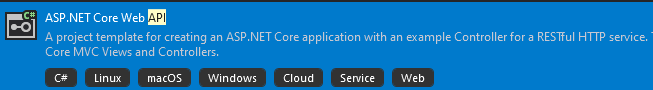 ASP.NET Core Web API
A project template for creating an ASP.NET Core application with an example Controller for a RESTful HTTP service.
Core MVC Views and Controllers.
C# Linux macOS Windows Cloud Service Web